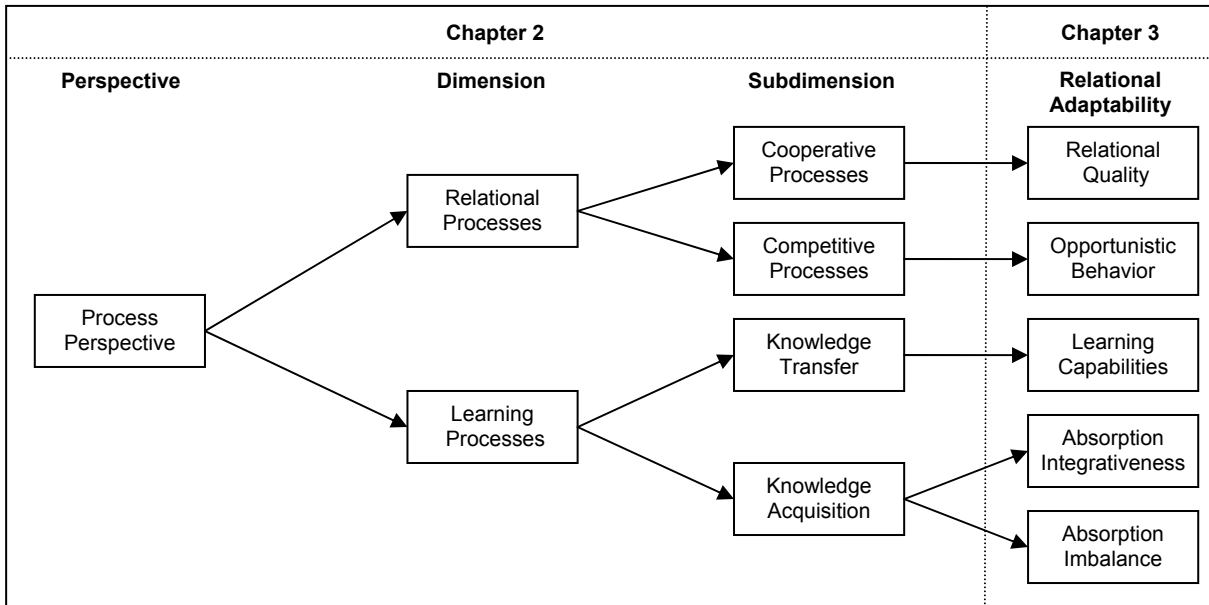 Chapter 2
Chapter 3
Perspective
Dimension
Subdimension
Relational
Adaptability
Cooperative
Processes
Relational
Quality
Relational
Processes
Competitive
Processes
Opportunistic
Behavior
Process
Perspective
Knowledge
Transfer
Learning
Capabilities
Learning
Processes
Absorption
Integrativeness
Knowledge
Acquisition
Absorption
Imbalance